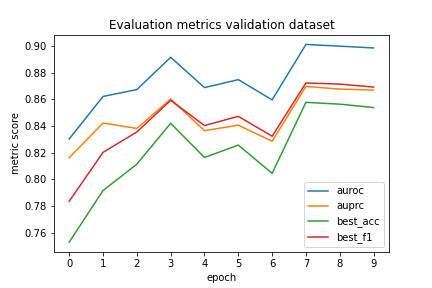 Evaluation metrics validation dataset
metric score
0.90
0.88
0.86
0.84
0.82
0.80
0.78
0.76
auroc
auprc
best_acc
best_f1
0 1 2 3 4 5 6 7 8 9
epoch